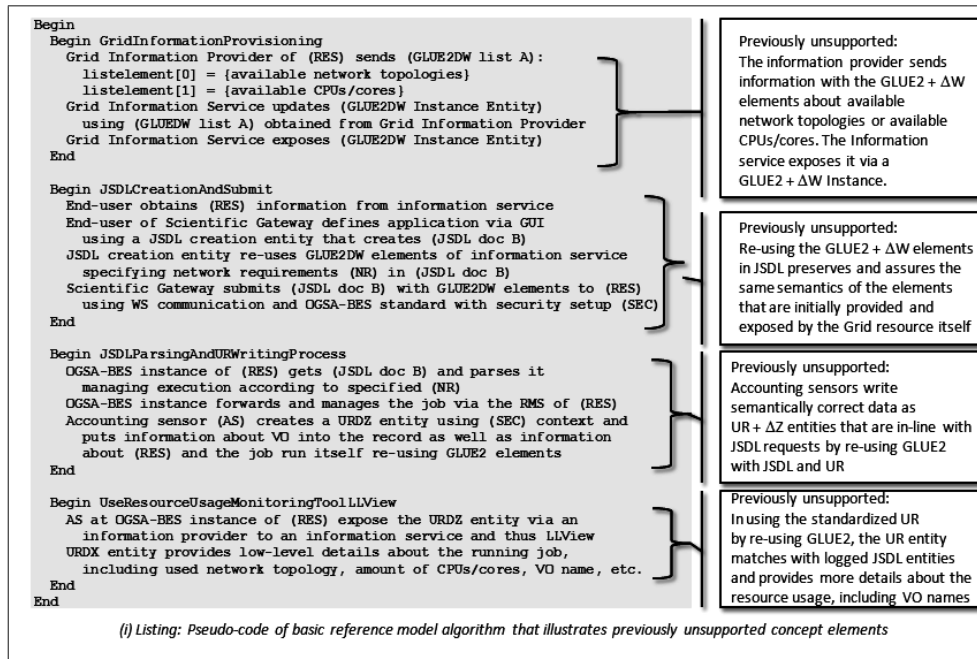 Begin
Begin GridInformationProvisioning
Grid Information Provider of (RES) sends (GLUE2DW list A):
listelement[0] = {available network topologies}
listelement[1] = {available CPUs/cores}
Grid Information Service updates (GLUE2DW Instance Entity)
using (GLUEDW list A) obtained from Grid Information Provider
Grid Information Service exposes (GLUE2DW Instance Entity)
End
Begin JSDLCreationAndSubmit
End-user obtains (RES) information from information service
End-user of Scientific Gateway defines application via GUI
using a JSDL creation entity that creates (JSDL doc B)
JSDL creation entity re-uses GLUE2DW elements of information service
specifying network requirements (NR) in (JSDL doc B)
Scientific Gateway submits (JSDL doc B) with GLUE2DW elements to (RES)
using WS communication and OGSA-BES standard with security setup (SEC)
End
Begin JSDLParsingAndURWritingProcess
OGSA-BES instance of (RES) gets (JSDL doc B) and parses it
managing execution according to specified (NR)
OGSA-BES instance forwards and manages the job via the RMS of (RES)
Accounting sensor (AS) creates a URDZ entity using (SEC) context and
puts information about VO into the record as well as information
about (RES) and the job run itself re-using GLUE2 elements
End
Begin UseResourceUsageMonitoringToolLLView
AS at OGSA-BES instance of (RES) expose the URDZ entity via an
information provider to an information service and thus LLView
URDX entity provides low-level details about the running job,
including used network topology, amount of CPUs/cores, VO name, etc.
End
End
Previously unsupported:
The information provider sends
information with the GLUE2 + ΔW
elements about available
network topologies or available
CPUs/cores. The Information
service exposes it via a
GLUE2 + ΔW Instance.
Previously unsupported:
Re-using the GLUE2 + ΔW elements
in JSDL preserves and assures the
same semantics of the elements
that are initially provided and
exposed by the Grid resource itself
Previously unsupported:
Accounting sensors write
semantically correct data as
UR + ΔZ entities that are in-line with
JSDL requests by re-using GLUE2
with JSDL and UR
Previously unsupported:
In using the standardized UR
by re-using GLUE2, the UR entity
matches with logged JSDL entities
and provides more details about the
resource usage, including VO names
(i) Listing: Pseudo-code of basic reference model algorithm that illustrates previously unsupported concept elements